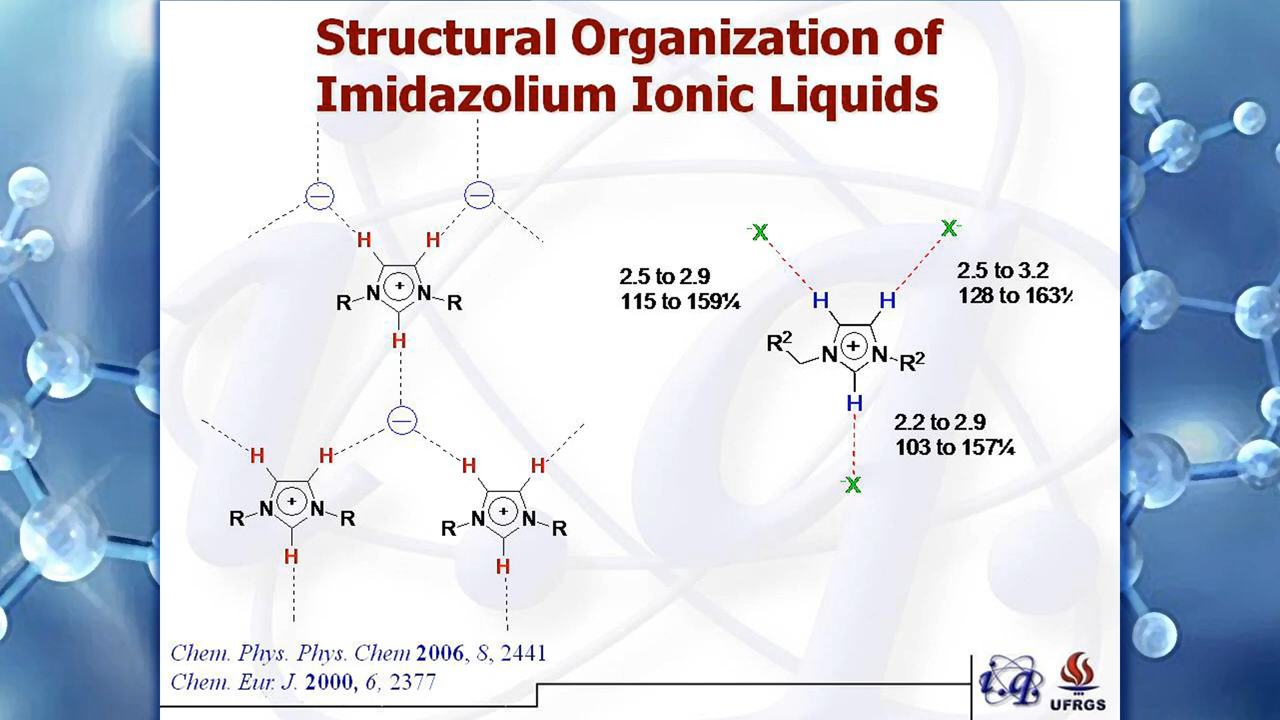 Structural Organization of
Imidazolium Ionic Liquids
H H
R N + N R
H
H H
R N + N R
H
H H
R N + N R
H
-X
-X
2.5 to 2.9
115 to 159¼
2.5 to 3.2
128 to 163¼
H H
R2 N + N R2
H
2.2 to 2.9
103 to 157¼
-X
Chem. Phys. Phys. Chem 2006, 8, 2441
Chem. Eur. J. 2000, 6, 2377
i.q.
UFRGS